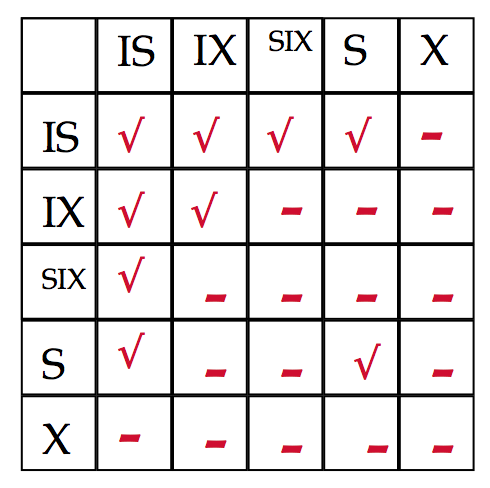 IS IX SIX S X
IS √ √ √ √ -
IX √ √ - - -
SIX √ - - - -
S √ - - √ -
X - - - - -